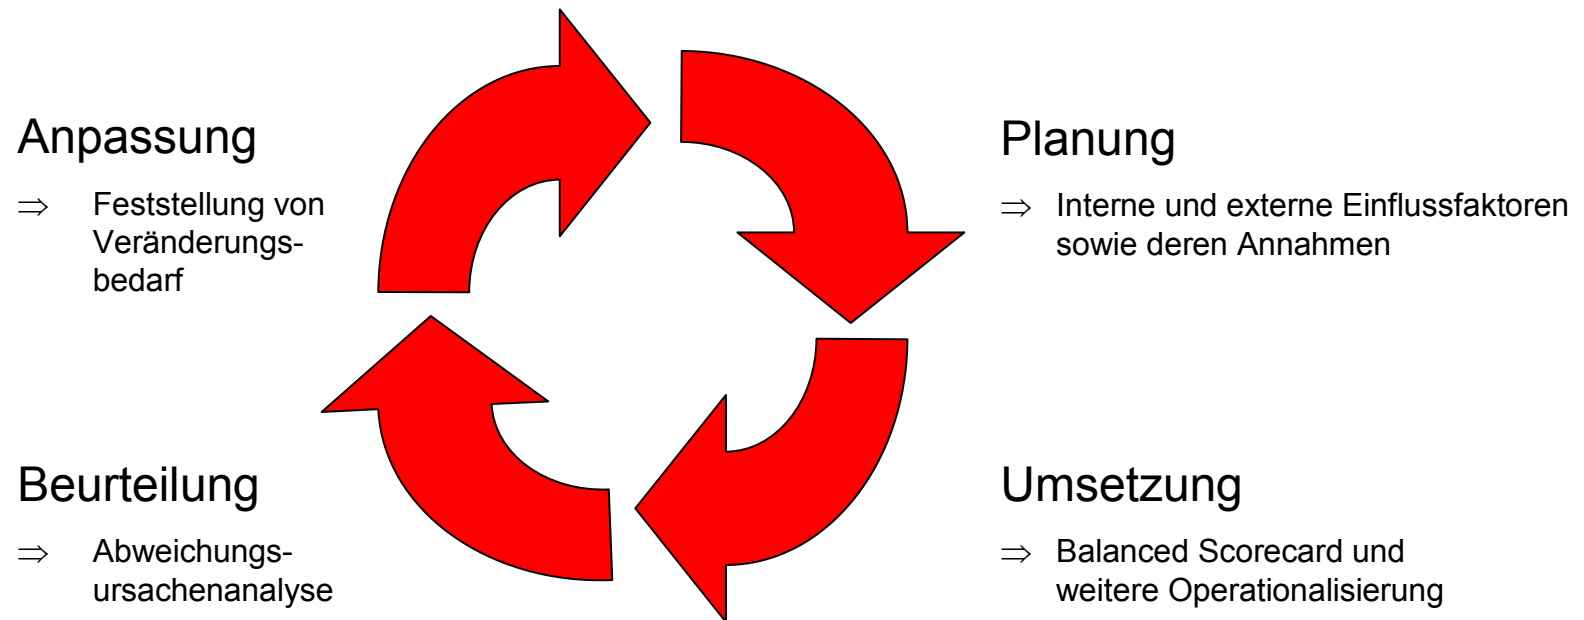 Anpassung
⇒ Feststellung von
Veränderungs-
bedarf
Planung
⇒ Interne und externe Einflussfaktoren
sowie deren Annahmen
Beurteilung
⇒ Abweichungs-
ursachenanalyse
Umsetzung
⇒ Balanced Scorecard und
weitere Operationalisierung